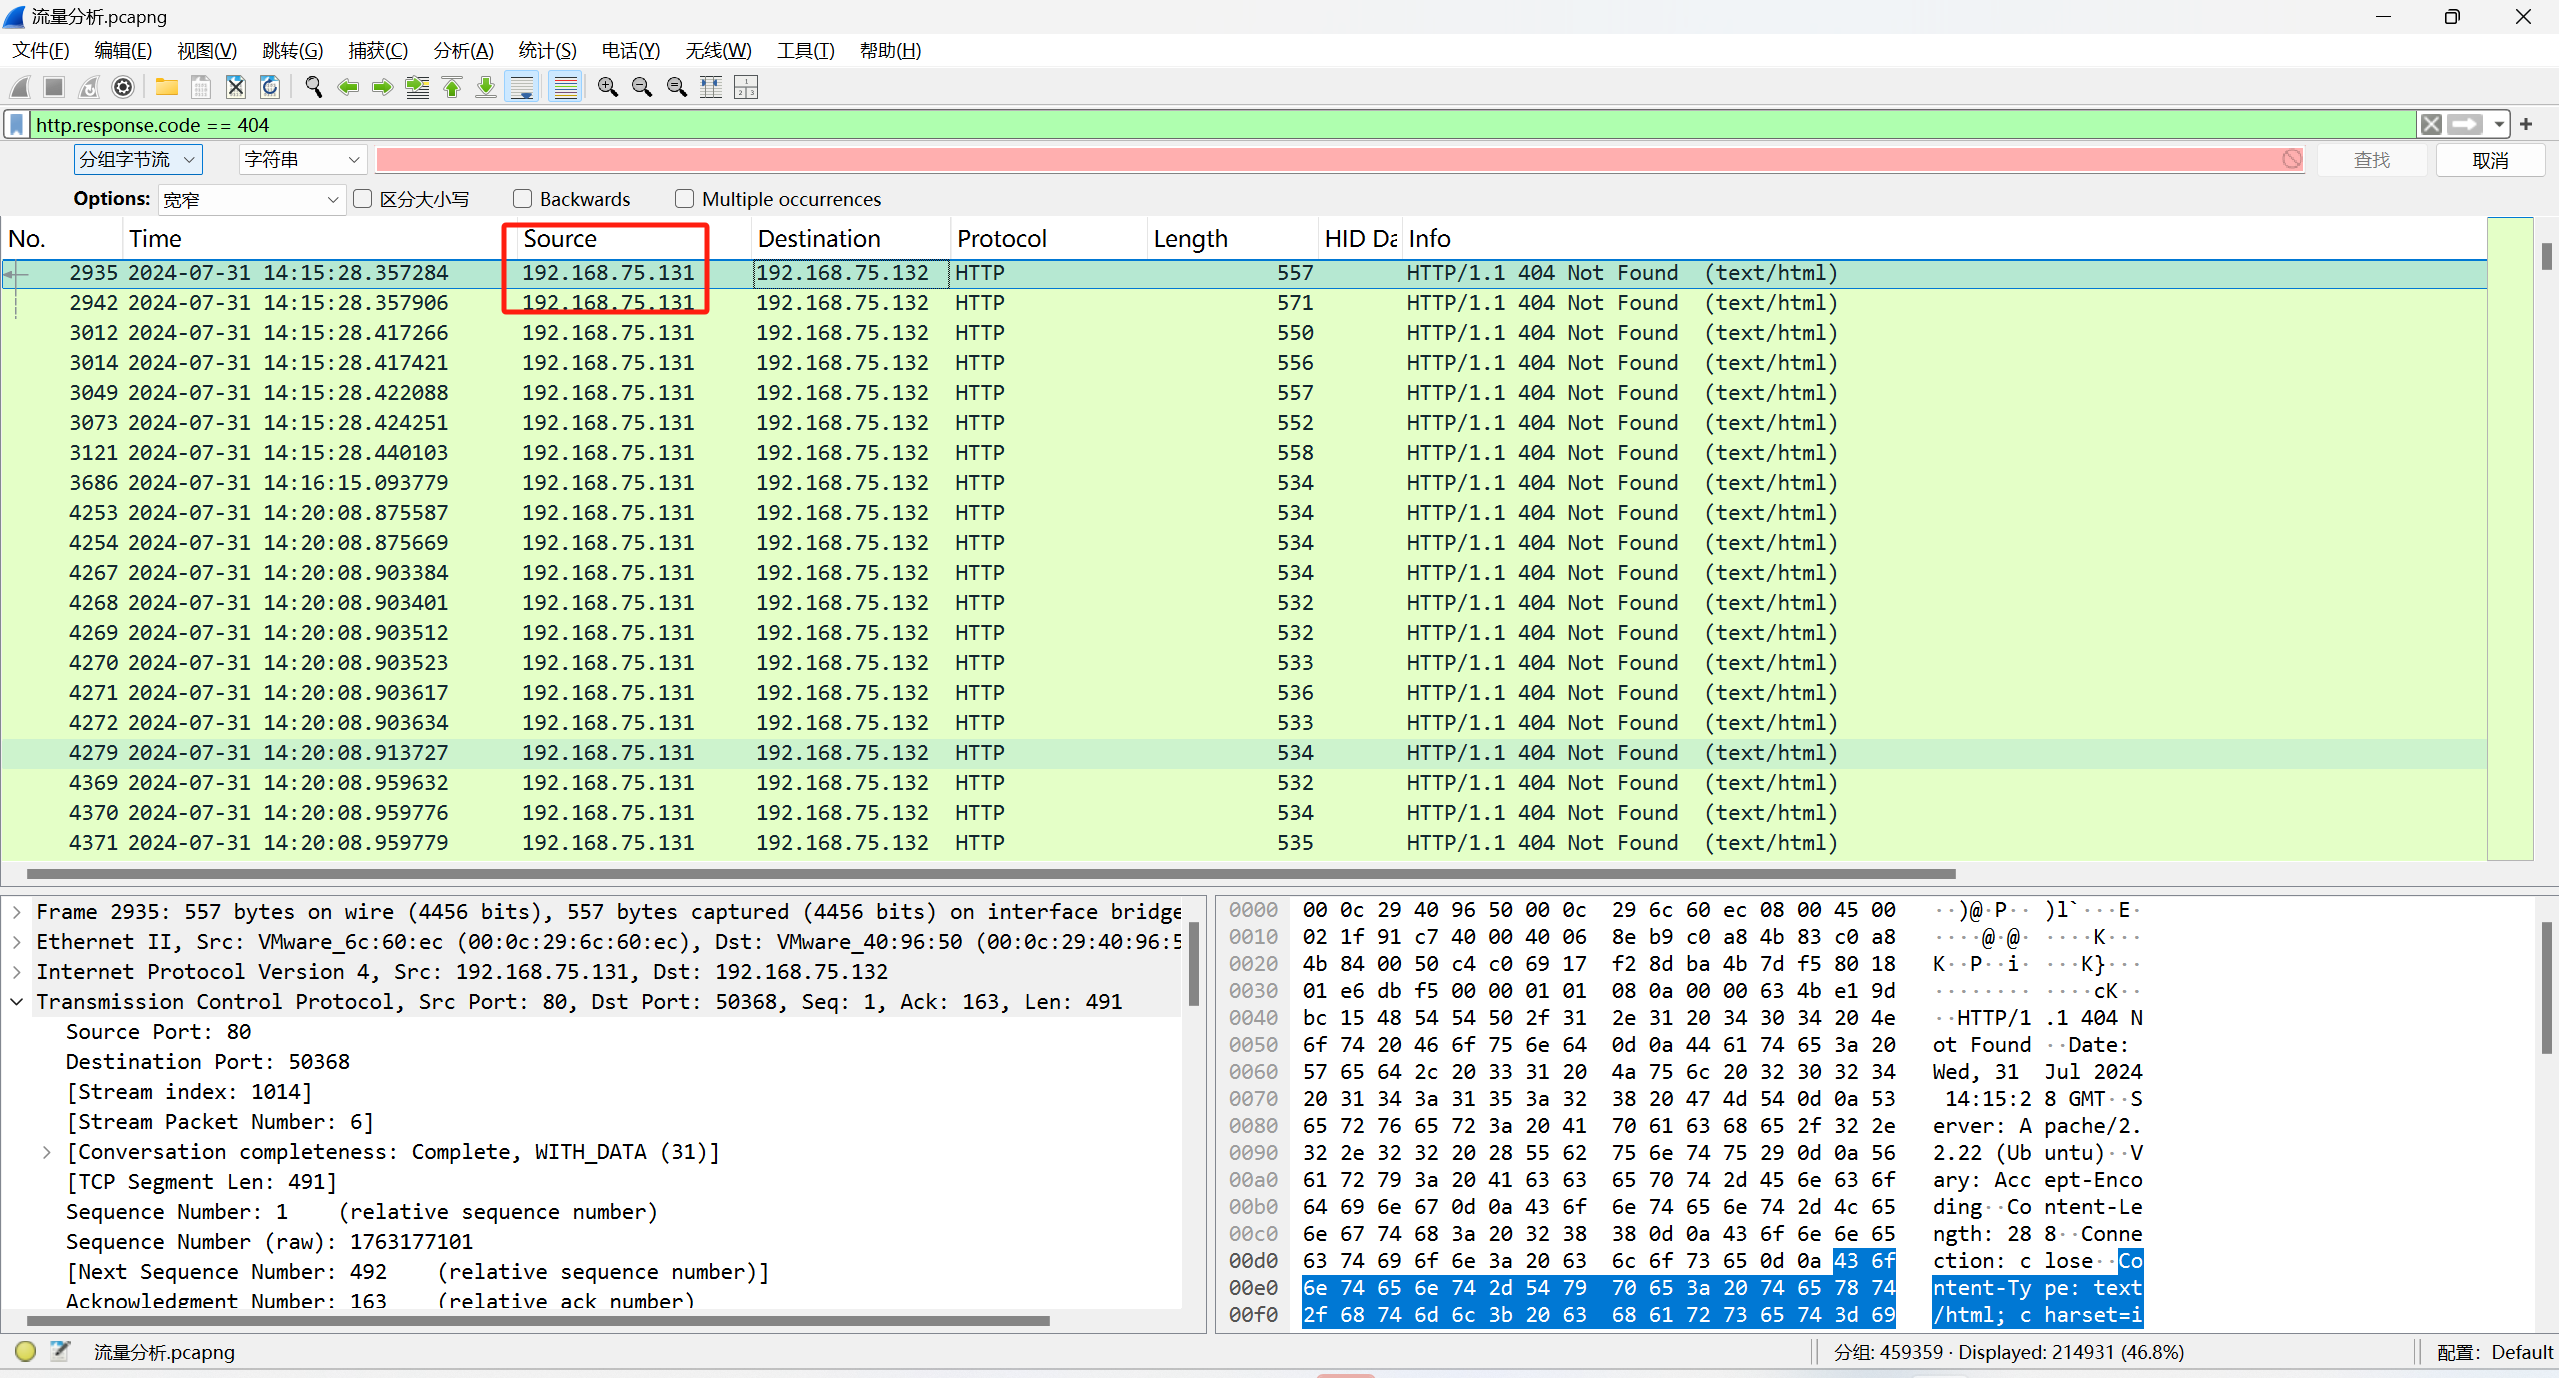 流量分析.pcapng
文件(F) 编辑(E) 视图(V) 跳转(G) 捕获(C) 分析(A) 统计(S) 电话(Y) 无线(W) 工具(T) 帮助(H)
http.response.code == 404
分组字节流 字符串 查找 取消
Options: 宽窄 区分大小写 Backwards Multiple occurrences
No. Time Source Destination Protocol Length HID Da Info
2935 2024-07-31 14:15:28.357284 192.168.75.131 192.168.75.132 HTTP 557 HTTP/1.1 404 Not Found (text/html)
2942 2024-07-31 14:15:28.357906 192.168.75.131 192.168.75.132 HTTP 571 HTTP/1.1 404 Not Found (text/html)
3012 2024-07-31 14:15:28.417266 192.168.75.131 192.168.75.132 HTTP 550 HTTP/1.1 404 Not Found (text/html)
3014 2024-07-31 14:15:28.417421 192.168.75.131 192.168.75.132 HTTP 556 HTTP/1.1 404 Not Found (text/html)
3049 2024-07-31 14:15:28.422088 192.168.75.131 192.168.75.132 HTTP 557 HTTP/1.1 404 Not Found (text/html)
3073 2024-07-31 14:15:28.424251 192.168.75.131 192.168.75.132 HTTP 552 HTTP/1.1 404 Not Found (text/html)
3121 2024-07-31 14:15:28.440103 192.168.75.131 192.168.75.132 HTTP 558 HTTP/1.1 404 Not Found (text/html)
3686 2024-07-31 14:16:15.093779 192.168.75.131 192.168.75.132 HTTP 534 HTTP/1.1 404 Not Found (text/html)
4253 2024-07-31 14:20:08.875587 192.168.75.131 192.168.75.132 HTTP 534 HTTP/1.1 404 Not Found (text/html)
4254 2024-07-31 14:20:08.875669 192.168.75.131 192.168.75.132 HTTP 534 HTTP/1.1 404 Not Found (text/html)
4267 2024-07-31 14:20:08.903384 192.168.75.131 192.168.75.132 HTTP 534 HTTP/1.1 404 Not Found (text/html)
4268 2024-07-31 14:20:08.903401 192.168.75.131 192.168.75.132 HTTP 532 HTTP/1.1 404 Not Found (text/html)
4269 2024-07-31 14:20:08.903512 192.168.75.131 192.168.75.132 HTTP 532 HTTP/1.1 404 Not Found (text/html)
4270 2024-07-31 14:20:08.903523 192.168.75.131 192.168.75.132 HTTP 533 HTTP/1.1 404 Not Found (text/html)
4271 2024-07-31 14:20:08.903617 192.168.75.131 192.168.75.132 HTTP 536 HTTP/1.1 404 Not Found (text/html)
4272 2024-07-31 14:20:08.903634 192.168.75.131 192.168.75.132 HTTP 533 HTTP/1.1 404 Not Found (text/html)
4279 2024-07-31 14:20:08.913727 192.168.75.131 192.168.75.132 HTTP 534 HTTP/1.1 404 Not Found (text/html)
4369 2024-07-31 14:20:08.959632 192.168.75.131 192.168.75.132 HTTP 532 HTTP/1.1 404 Not Found (text/html)
4370 2024-07-31 14:20:08.959776 192.168.75.131 192.168.75.132 HTTP 534 HTTP/1.1 404 Not Found (text/html)
4371 2024-07-31 14:20:08.959779 192.168.75.131 192.168.75.132 HTTP 535 HTTP/1.1 404 Not Found (text/html)
Frame 2935: 557 bytes on wire (4456 bits), 557 bytes captured (4456 bits) on interface bridge
Ethernet II, Src: VMware_6c:60:ec (00:0c:29:6c:60:ec), Dst: VMware_40:96:50 (00:0c:29:40:96:5
Internet Protocol Version 4, Src: 192.168.75.131, Dst: 192.168.75.132
Transmission Control Protocol, Src Port: 80, Dst Port: 50368, Seq: 1, Ack: 163, Len: 491
Source Port: 80
Destination Port: 50368
[Stream index: 1014]
[Stream Packet Number: 6]
[Conversation completeness: Complete, WITH_DATA (31)]
[TCP Segment Len: 491]
Sequence Number: 1 (relative sequence number)
Sequence Number (raw): 1763177101
[Next Sequence Number: 492 (relative sequence number)]
Acknowledgment Number: 163 (relative ack number)
0000 00 0c 29 40 96 50 00 0c 29 6c 60 ec 08 00 45 00 ··)@·P·· )l`···E·
0010 02 1f 91 c7 40 00 40 06 8e b9 c0 a8 4b 83 c0 a8 ····@·@· ····K···
0020 4b 84 00 50 c4 c0 69 17 f2 8d ba 4b 7d f5 80 18 K··P··i· ···K}···
0030 01 e6 db f5 00 00 01 01 08 0a 00 00 63 4b e1 9d ········ ····cK··
0040 bc 15 48 54 54 50 2f 31 2e 31 20 34 30 34 20 4e ··HTTP/1 .1 404 N
0050 6f 74 20 46 6f 75 6e 64 0d 0a 44 61 74 65 3a 20 ot Found ··Date:
0060 57 65 64 2c 20 33 31 20 4a 75 6c 20 32 30 32 34 Wed, 31 Jul 2024
0070 20 31 34 3a 31 35 3a 32 38 20 47 4d 54 0d 0a 53 14:15:2 8 GMT··S
0080 65 72 76 65 72 3a 20 41 70 61 63 68 65 2f 32 2e erver: A pache/2.
0090 32 2e 32 32 20 28 55 62 75 6e 74 75 29 0d 0a 56 2.22 (Ub untu)··V
00a0 61 72 79 3a 20 41 63 63 65 70 74 2d 45 6e 63 6f ary: Acc ept-Enco
00b0 64 69 6e 67 0d 0a 43 6f 6e 74 65 6e 74 2d 4c 65 ding··Co ntent-Le
00c0 6e 67 74 68 3a 20 32 38 38 0d 0a 43 6f 6e 6e 65 ngth: 28 8··Conne
00d0 63 74 69 6f 6e 3a 20 63 6c 6f 73 65 0d 0a 43 6f ction: c lose··Co
00e0 6e 74 65 6e 74 2d 54 79 70 65 3a 20 74 65 78 74 ntent-Ty pe: text
00f0 2f 68 74 6d 6c 3b 20 63 68 61 72 73 65 74 3d 69 /html; c harset=i
流量分析.pcapng 分组: 459359 · Displayed: 214931 (46.8%) 配置: Default